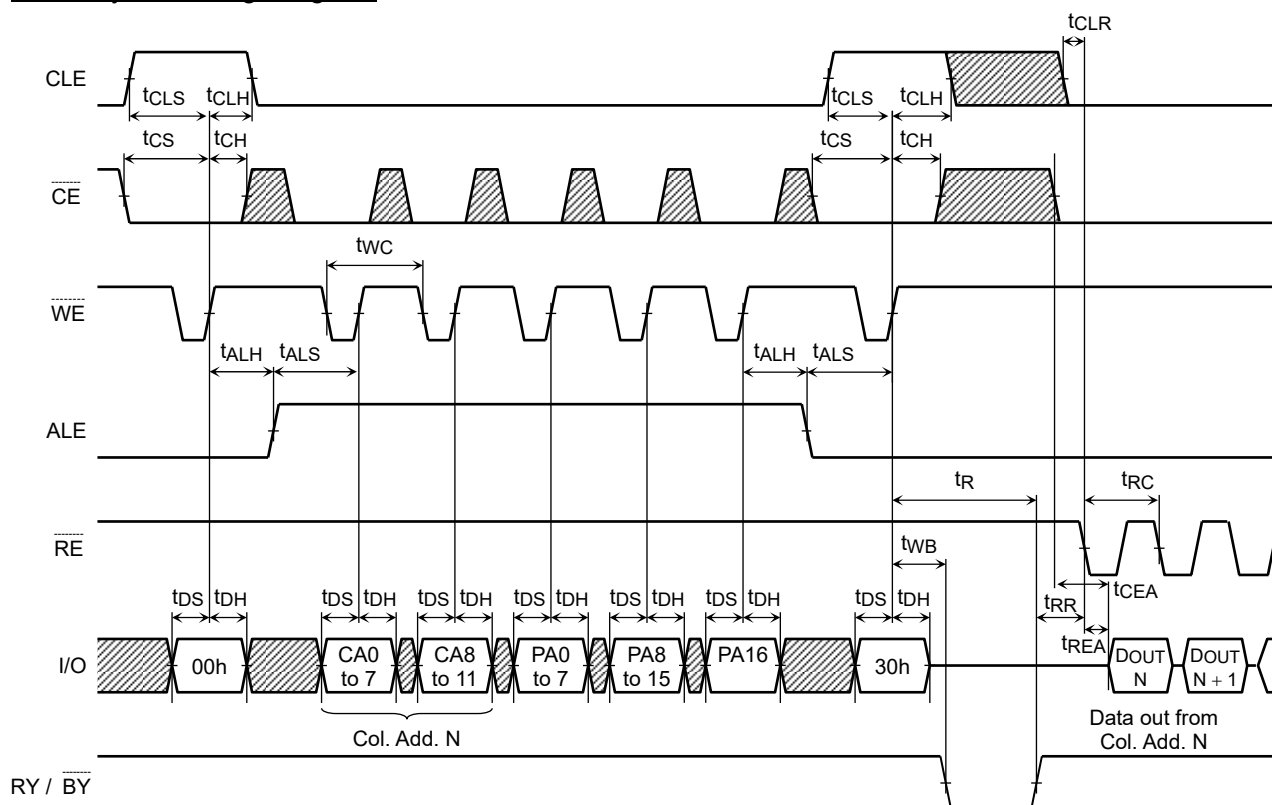 tCLR
CLE
tCLS tCLH tCLS tCLH
tCS tCH tCS tCH
CE
tWC
WE
tALH tALS tALH tALS
ALE
tR tRC
RE
tWB
tDS tDH tDS tDH tDS tDH tDS tDH tDS tDH tDS tDH tDS tDH tRR tCEA
tREA
I/O 00h CA0 to 7 CA8 to 11 PA0 to 7 PA8 to 15 PA16 30h DOUT N DOUT N + 1
Col. Add. N
Data out from
Col. Add. N
RY / BY